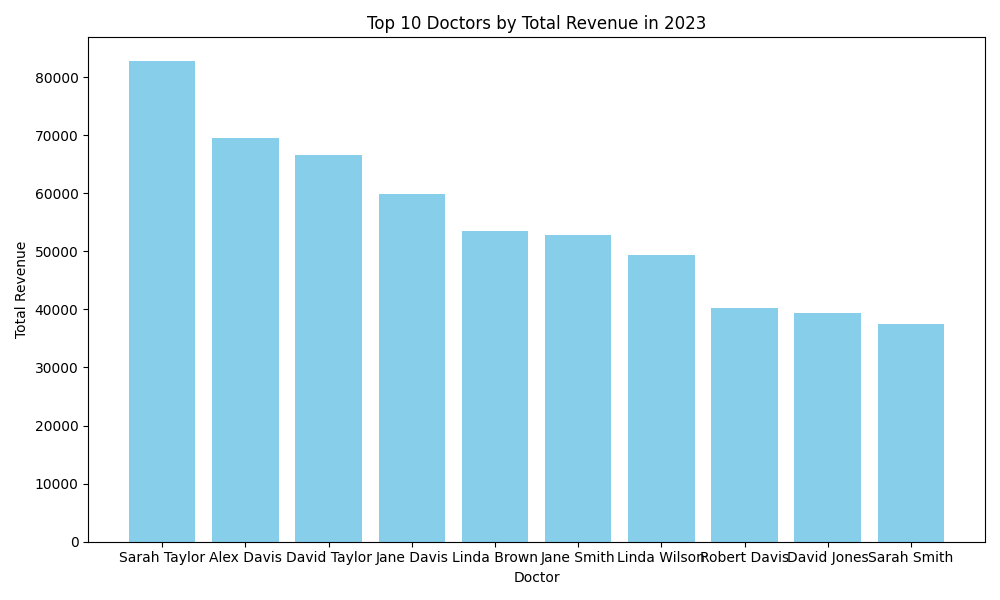 Top 10 Doctors by Total Revenue in 2023
Total Revenue
80000
70000
60000
50000
40000
30000
20000
10000
0
Sarah Taylor Alex Davis David Taylor Jane Davis Linda Brown Jane Smith Linda Wilson Robert Davis David Jones Sarah Smith
Doctor